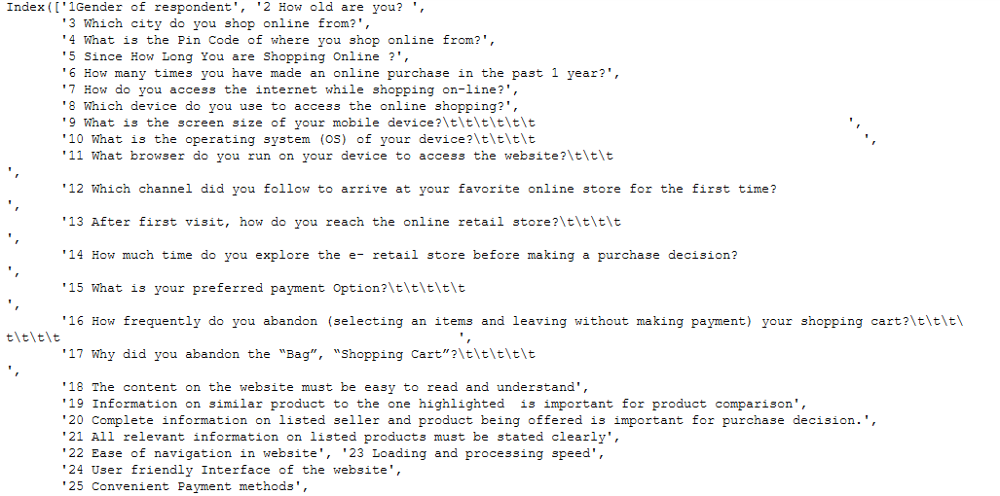 Index(['1Gender of respondent', '2 How old are you? ',
'3 Which city do you shop online from?',
'4 What is the Pin Code of where you shop online from?',
'5 Since How Long You are Shopping Online ?',
'6 How many times you have made an online purchase in the past 1 year?',
'7 How do you access the internet while shopping on-line?',
'8 Which device do you use to access the online shopping?',
'9 What is the screen size of your mobile device?\t\t\t\t\t\t ',
'10 What is the operating system (OS) of your device?\t\t\t\t ',
'11 What browser do you run on your device to access the website?\t\t\t
',
'12 Which channel did you follow to arrive at your favorite online store for the first time?
',
'13 After first visit, how do you reach the online retail store?\t\t\t\t
',
'14 How much time do you explore the e- retail store before making a purchase decision?
',
'15 What is your preferred payment Option?\t\t\t\t\t
',
'16 How frequently do you abandon (selecting an items and leaving without making payment) your shopping cart?\t\t\t\
t\t\t\t ',
'17 Why did you abandon the “Bag”, “Shopping Cart”?\t\t\t\t\t
',
'18 The content on the website must be easy to read and understand',
'19 Information on similar product to the one highlighted  is important for product comparison',
'20 Complete information on listed seller and product being offered is important for purchase decision.',
'21 All relevant information on listed products must be stated clearly',
'22 Ease of navigation in website', '23 Loading and processing speed',
'24 User friendly Interface of the website',
'25 Convenient Payment methods',